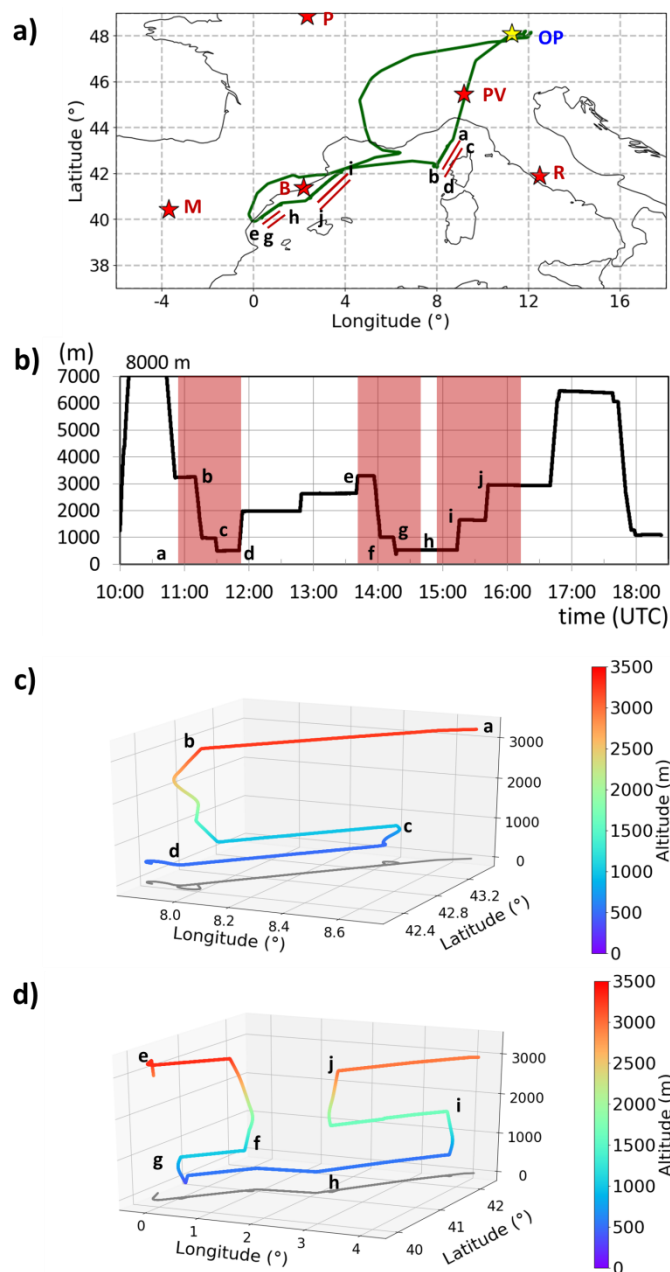 a)
48
46
44
42
40
38
P
OP
PV
a
c
b
d
i
B
R
M
j
h
e
g
-4 0 4 8 12 16
Latitude (°)
Longitude (°)
b)
(m)
8000 m
7000
6000
5000
4000
3000
2000
1000
0
b
e
j
i
c
g
a
d
f
h
10:00 11:00 12:00 13:00 14:00 15:00 16:00 17:00 18:00
time (UTC)
c)
a
b
c
d
3000
2000
1000
0
8.0 8.2 8.4 8.6
Longitude (°)
42.4 42.8 43.2
Latitude (°)
3500
3000
2500
2000
1500
1000
500
0
Altitude (m)
d)
e
j
i
f
g
h
3000
2000
1000
0
0 1 2 3 4
Longitude (°)
40 41 42
Latitude (°)
3500
3000
2500
2000
1500
1000
500
0
Altitude (m)